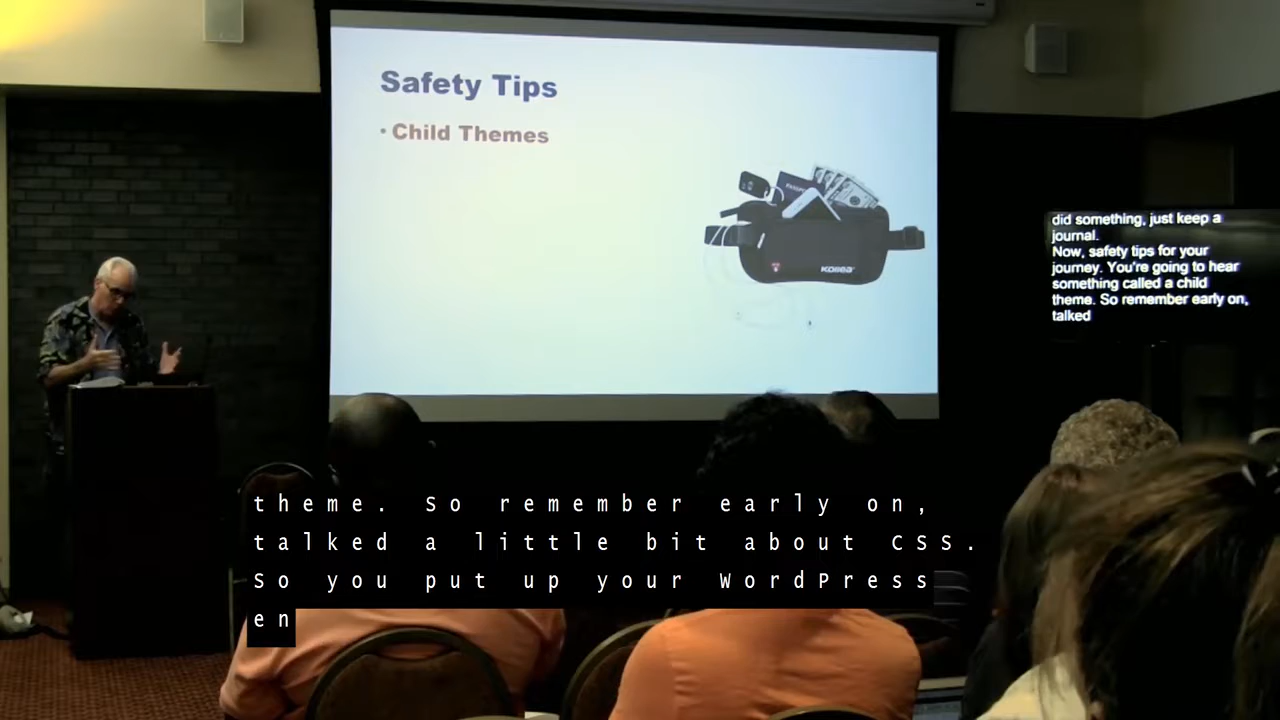 Safety Tips
• Child Themes
PASSPORT
KOBEA
did something, just keep a
journal.
Now, safety tips for your
journey. You're going to hear
something called a child
theme. So remember early on,
talked
theme. So remember early on,
talked a little bit about CSS.
So you put up your WordPress
en